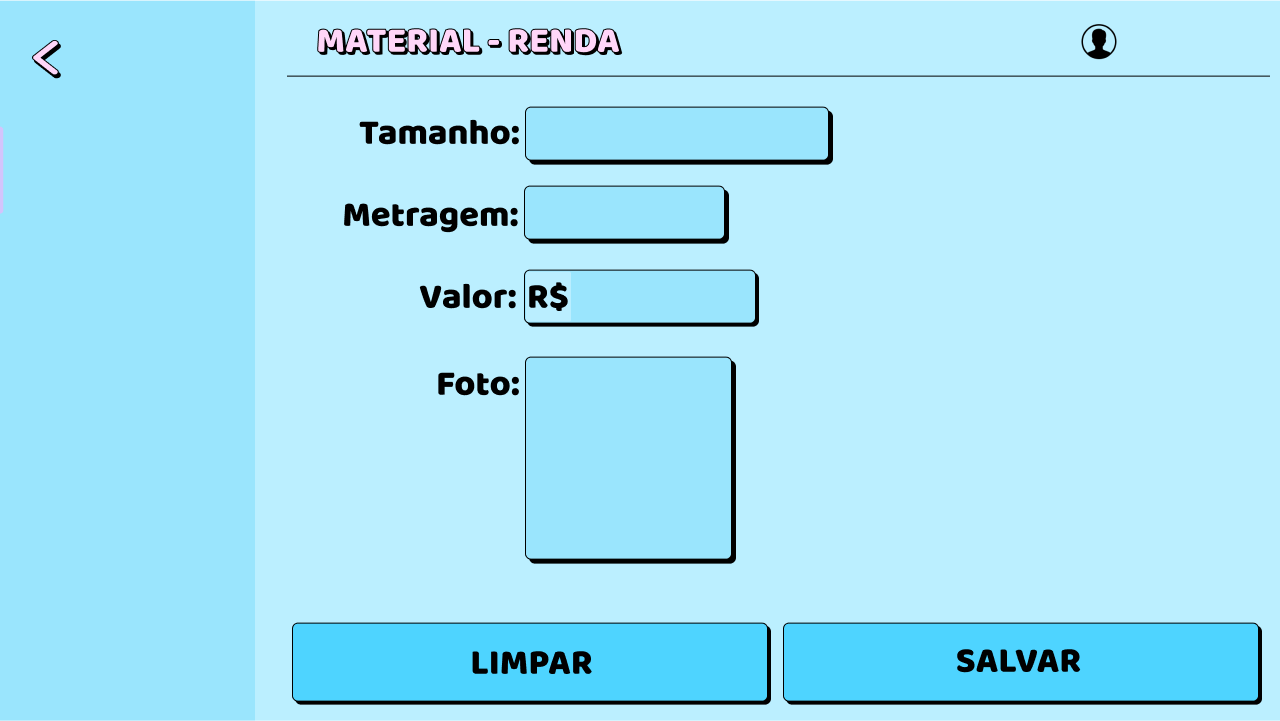 MATERIAL - RENDA
Tamanho:
Metragem:
Valor: R$
Foto:
LIMPAR
SALVAR